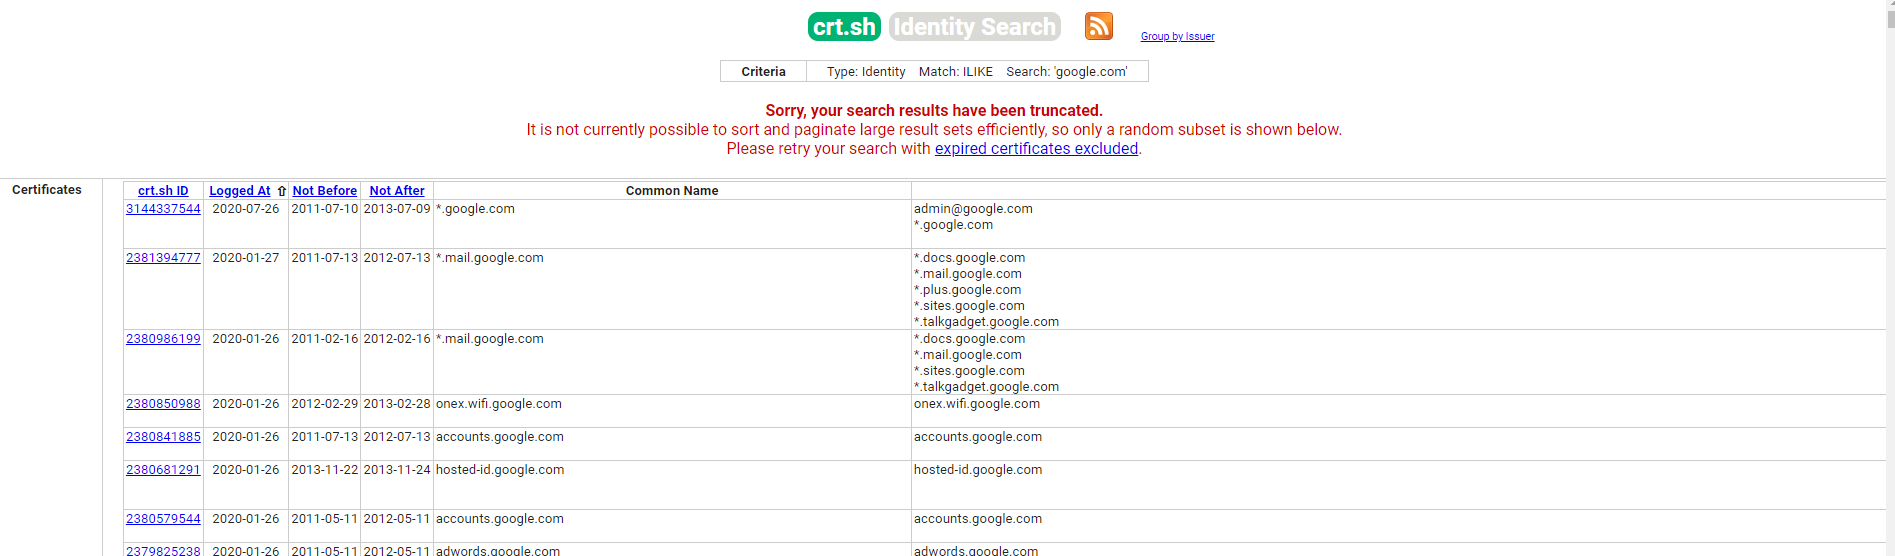 crt.sh Identity Search Group by Issuer
Criteria Type: Identity Match: ILIKE Search: 'google.com'
Sorry, your search results have been truncated.
It is not currently possible to sort and paginate large result sets efficiently, so only a random subset is shown below.
Please retry your search with expired certificates excluded.
Certificates crt.sh ID Logged At ⇧ Not Before Not After Common Name
3144337544 2020-07-26 2011-07-10 2013-07-09 *.google.com admin@google.com
*.google.com
2381394777 2020-01-27 2011-07-13 2012-07-13 *.mail.google.com *.docs.google.com
*.mail.google.com
*.plus.google.com
*.sites.google.com
*.talkgadget.google.com
2380986199 2020-01-26 2011-02-16 2012-02-16 *.mail.google.com *.docs.google.com
*.mail.google.com
*.sites.google.com
*.talkgadget.google.com
2380850988 2020-01-26 2012-02-29 2013-02-28 onex.wifi.google.com onex.wifi.google.com
2380841885 2020-01-26 2011-07-13 2012-07-13 accounts.google.com accounts.google.com
2380681291 2020-01-26 2013-11-22 2013-11-24 hosted-id.google.com hosted-id.google.com
2380579544 2020-01-26 2011-05-11 2012-05-11 accounts.google.com accounts.google.com
2379825238 2020-01-26 2011-05-11 2012-05-11 adwords.google.com adwords.google.com